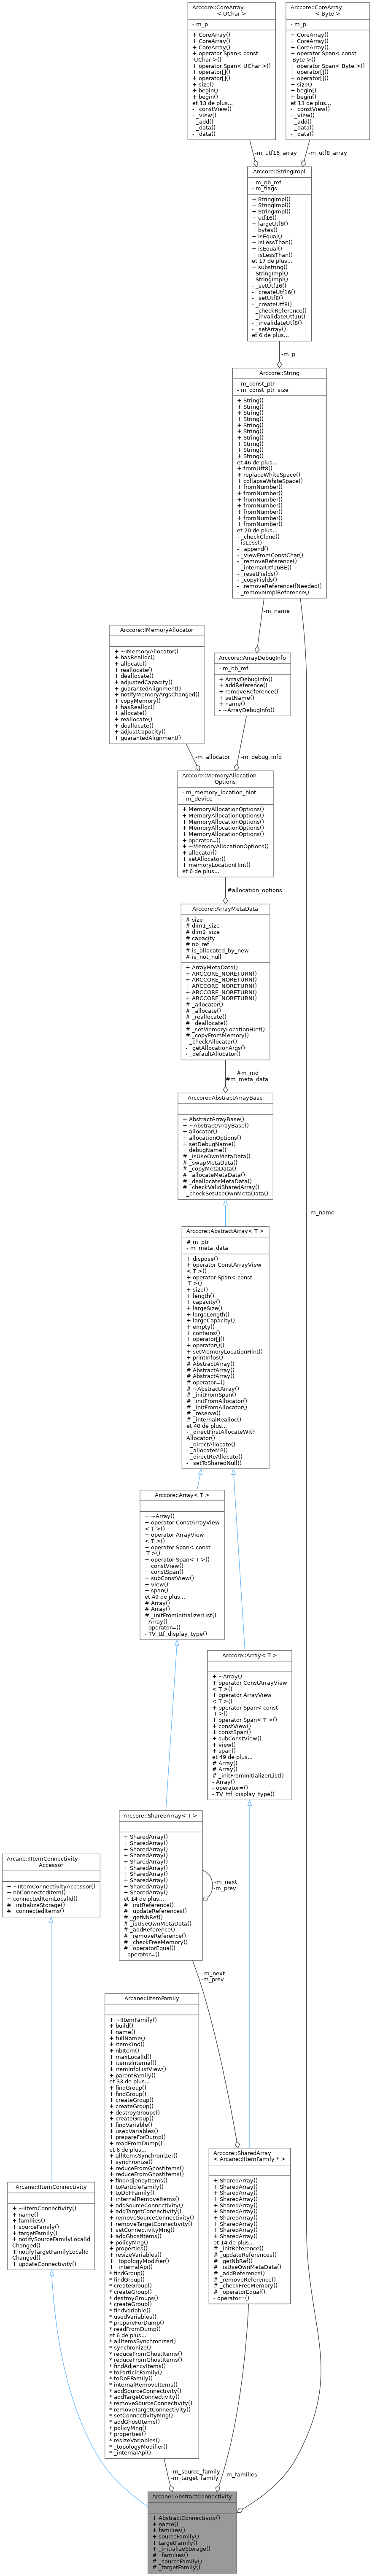 Arccore::CoreArray
< UChar >
- m_p
+ CoreArray()
+ CoreArray()
+ CoreArray()
+ operator Span< const
UChar >()
+ operator Span< UChar >()
+ operator[]()
+ operator[]()
+ size()
+ begin()
+ begin()
et 13 de plus...
- _constView()
- _view()
- _add()
- _data()
- _data()
Arccore::CoreArray
< Byte >
- m_p
+ CoreArray()
+ CoreArray()
+ CoreArray()
+ operator Span< const
Byte >()
+ operator Span< Byte >()
+ operator[]()
+ operator[]()
+ size()
+ begin()
+ begin()
et 13 de plus...
- _constView()
- _view()
- _add()
- _data()
- _data()
-m_utf16_array
-m_utf8_array
Arccore::StringImpl
- m_nb_ref
- m_flags
+ StringImpl()
+ StringImpl()
+ StringImpl()
+ utf16()
+ largeUtf8()
+ bytes()
+ isEqual()
+ isLessThan()
+ isEqual()
+ isLessThan()
et 17 de plus...
+ substring()
- StringImpl()
- StringImpl()
- _setUtf16()
- _createUtf16()
- _setUtf8()
- _createUtf8()
- _checkReference()
- _invalidateUtf16()
- _invalidateUtf8()
- _setArray()
et 6 de plus...
-m_p
Arccore::String
- m_const_ptr
- m_const_ptr_size
+ String()
+ String()
+ String()
+ String()
+ String()
+ String()
+ String()
+ String()
+ String()
+ String()
et 46 de plus...
+ fromUtf8()
+ replaceWhiteSpace()
+ collapseWhiteSpace()
+ fromNumber()
+ fromNumber()
+ fromNumber()
+ fromNumber()
+ fromNumber()
+ fromNumber()
+ fromNumber()
et 20 de plus...
- _checkClone()
- isLess()
- _append()
- _viewFromConstChar()
- _removeReference()
- _internalUtf16BE()
- _resetFields()
- _copyFields()
- _removeReferenceIfNeeded()
- _removeImplReference()
-m_name
Arccore::IMemoryAllocator
+ ~IMemoryAllocator()
+ hasRealloc()
+ allocate()
+ reallocate()
+ deallocate()
+ adjustedCapacity()
+ guarantedAlignment()
+ notifyMemoryArgsChanged()
+ copyMemory()
+ hasRealloc()
+ allocate()
+ reallocate()
+ deallocate()
+ adjustCapacity()
+ guarantedAlignment()
Arccore::ArrayDebugInfo
- m_nb_ref
+ ArrayDebugInfo()
+ addReference()
+ removeReference()
+ setName()
+ name()
- ~ArrayDebugInfo()
-m_allocator
-m_debug_info
Arccore::MemoryAllocation
Options
- m_memory_location_hint
- m_device
+ MemoryAllocationOptions()
+ MemoryAllocationOptions()
+ MemoryAllocationOptions()
+ MemoryAllocationOptions()
+ MemoryAllocationOptions()
+ operator=()
+ ~MemoryAllocationOptions()
+ allocator()
+ setAllocator()
+ memoryLocationHint()
et 6 de plus...
#allocation_options
Arccore::ArrayMetaData
# size
# dim1_size
# dim2_size
# capacity
# nb_ref
# is_allocated_by_new
# is_not_null
+ ArrayMetaData()
+ ARCCORE_NORETURN()
+ ARCCORE_NORETURN()
+ ARCCORE_NORETURN()
+ ARCCORE_NORETURN()
+ ARCCORE_NORETURN()
# _allocator()
# _allocate()
# _reallocate()
# _deallocate()
# _setMemoryLocationHint()
# _copyFromMemory()
- _checkAllocator()
- _getAllocationArgs()
- _defaultAllocator()
#m_md
#m_meta_data
Arccore::AbstractArrayBase
+ AbstractArrayBase()
+ ~AbstractArrayBase()
+ allocator()
+ allocationOptions()
+ setDebugName()
+ debugName()
# _isUseOwnMetaData()
# _swapMetaData()
# _copyMetaData()
# _allocateMetaData()
# _deallocateMetaData()
# _checkValidSharedArray()
- _checkSetUseOwnMetaData()
-m_name
Arccore::AbstractArray< T >
# m_ptr
- m_meta_data
+ dispose()
+ operator ConstArrayView
< T >()
+ operator Span< const
T >()
+ size()
+ length()
+ capacity()
+ largeSize()
+ largeLength()
+ largeCapacity()
+ empty()
+ contains()
+ operator[]()
+ operator()()
+ setMemoryLocationHint()
+ printInfos()
# AbstractArray()
# AbstractArray()
# AbstractArray()
# operator=()
# ~AbstractArray()
# _initFromSpan()
# _initFromAllocator()
# _initFromAllocator()
# _reserve()
# _internalRealloc()
et 40 de plus...
- _directFirstAllocateWith
Allocator()
- _directAllocate()
- _allocateMP()
- _directReAllocate()
- _setToSharedNull()
Arccore::Array< T >
+ ~Array()
+ operator ConstArrayView
< T >()
+ operator ArrayView
< T >()
+ operator Span< const
T >()
+ operator Span< T >()
+ constView()
+ constSpan()
+ subConstView()
+ view()
+ span()
et 49 de plus...
# Array()
# Array()
# _initFromInitializerList()
- Array()
- operator=()
- TV_ttf_display_type()
Arccore::Array< T >
+ ~Array()
+ operator ConstArrayView
< T >()
+ operator ArrayView
< T >()
+ operator Span< const
T >()
+ operator Span< T >()
+ constView()
+ constSpan()
+ subConstView()
+ view()
+ span()
et 49 de plus...
# Array()
# Array()
# _initFromInitializerList()
- Array()
- operator=()
- TV_ttf_display_type()
Arccore::SharedArray< T >
+ SharedArray()
+ SharedArray()
+ SharedArray()
+ SharedArray()
+ SharedArray()
+ SharedArray()
+ SharedArray()
+ SharedArray()
+ SharedArray()
+ SharedArray()
et 14 de plus...
# _initReference()
# _updateReferences()
# _getNbRef()
# _isUseOwnMetaData()
# _addReference()
# _removeReference()
# _checkFreeMemory()
# _operatorEqual()
- operator=()
-m_next
-m_prev
Arcane::IItemConnectivity
Accessor
+ ~IItemConnectivityAccessor()
+ nbConnectedItem()
+ connectedItemLocalId()
# _initializeStorage()
# _connectedItems()
-m_next
-m_prev
Arcane::IItemFamily
+ ~IItemFamily()
+ build()
+ name()
+ fullName()
+ itemKind()
+ nbItem()
+ maxLocalId()
+ itemsInternal()
+ itemInfoListView()
+ parentFamily()
et 33 de plus...
+ findGroup()
+ findGroup()
+ createGroup()
+ createGroup()
+ destroyGroups()
+ createGroup()
+ findVariable()
+ usedVariables()
+ prepareForDump()
+ readFromDump()
et 6 de plus...
+ allItemsSynchronizer()
+ synchronize()
+ reduceFromGhostItems()
+ reduceFromGhostItems()
+ findAdjencyItems()
+ toParticleFamily()
+ toDoFFamily()
+ internalRemoveItems()
+ addSourceConnectivity()
+ addTargetConnectivity()
+ removeSourceConnectivity()
+ removeTargetConnectivity()
+ setConnectivityMng()
+ addGhostItems()
+ policyMng()
+ properties()
+ resizeVariables()
+ _topologyModifier()
+ _internalApi()
* findGroup()
* findGroup()
* createGroup()
* createGroup()
* destroyGroups()
* createGroup()
* findVariable()
* usedVariables()
* prepareForDump()
* readFromDump()
et 6 de plus...
* allItemsSynchronizer()
* synchronize()
* reduceFromGhostItems()
* reduceFromGhostItems()
* findAdjencyItems()
* toParticleFamily()
* toDoFFamily()
* internalRemoveItems()
* addSourceConnectivity()
* addTargetConnectivity()
* removeSourceConnectivity()
* removeTargetConnectivity()
* setConnectivityMng()
* addGhostItems()
* policyMng()
* properties()
* resizeVariables()
* _topologyModifier()
* _internalApi()
Arccore::SharedArray
< Arcane::IItemFamily * >
+ SharedArray()
+ SharedArray()
+ SharedArray()
+ SharedArray()
+ SharedArray()
+ SharedArray()
+ SharedArray()
+ SharedArray()
+ SharedArray()
+ SharedArray()
et 14 de plus...
# _initReference()
# _updateReferences()
# _getNbRef()
# _isUseOwnMetaData()
# _addReference()
# _removeReference()
# _checkFreeMemory()
# _operatorEqual()
- operator=()
Arcane::IItemConnectivity
+ ~IItemConnectivity()
+ name()
+ families()
+ sourceFamily()
+ targetFamily()
+ notifySourceFamilyLocalId
Changed()
+ notifyTargetFamilyLocalId
Changed()
+ updateConnectivity()
-m_source_family
-m_target_family
-m_families
Arcane::AbstractConnectivity
+ AbstractConnectivity()
+ name()
+ families()
+ sourceFamily()
+ targetFamily()
+ _initializeStorage()
# _families()
# _sourceFamily()
# _targetFamily()